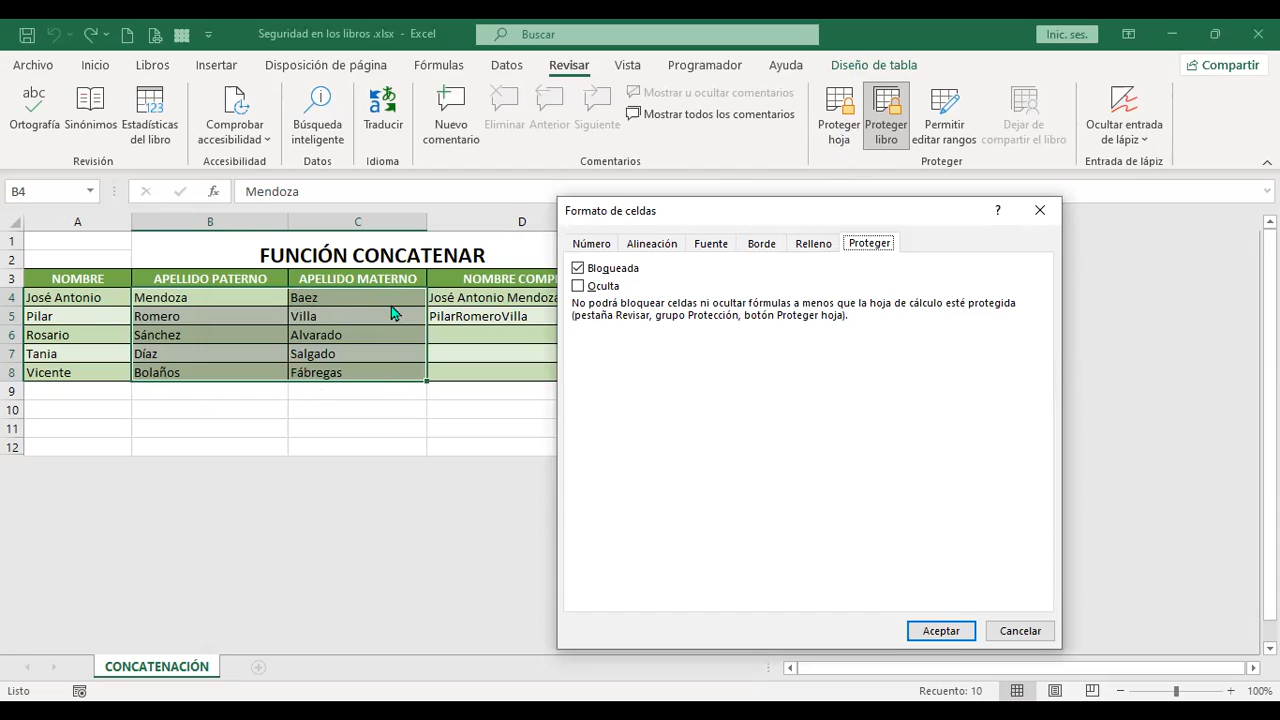 Seguridad en los libros .xlsx - Excel
Buscar
Inic. ses.
Archivo Inicio Libros Insertar Disposición de página Fórmulas Datos Revisar Vista Programador Ayuda Diseño de tabla Compartir
Ortografía
Sinónimos
Estadísticas del libro
Revisión
Comprobar accesibilidad
Accesibilidad
Búsqueda inteligente
Datos
Traducir
Idioma
Nuevo comentario
Eliminar
Anterior
Siguiente
Mostrar u ocultar comentarios
Mostrar todos los comentarios
Comentarios
Proteger hoja
Proteger libro
Permitir editar rangos
Dejar de compartir el libro
Proteger
Ocultar entrada de lápiz
Entrada de lápiz
B4 fx Mendoza
A B C D
1
2 FUNCIÓN CONCATENAR
3 NOMBRE APELLIDO PATERNO APELLIDO MATERNO NOMBRE COMPL
4 José Antonio Mendoza Baez José Antonio Mendoza
5 Pilar Romero Villa PilarRomeroVilla
6 Rosario Sánchez Alvarado
7 Tania Díaz Salgado
8 Vicente Bolaños Fábregas
9
10
11
12
Formato de celdas ?
Número Alineación Fuente Borde Relleno Proteger
Bloqueada
Oculta
No podrá bloquear celdas ni ocultar fórmulas a menos que la hoja de cálculo esté protegida
(pestaña Revisar, grupo Protección, botón Proteger hoja).
Aceptar Cancelar
CONCATENACIÓN
Listo Recuento: 10 100%